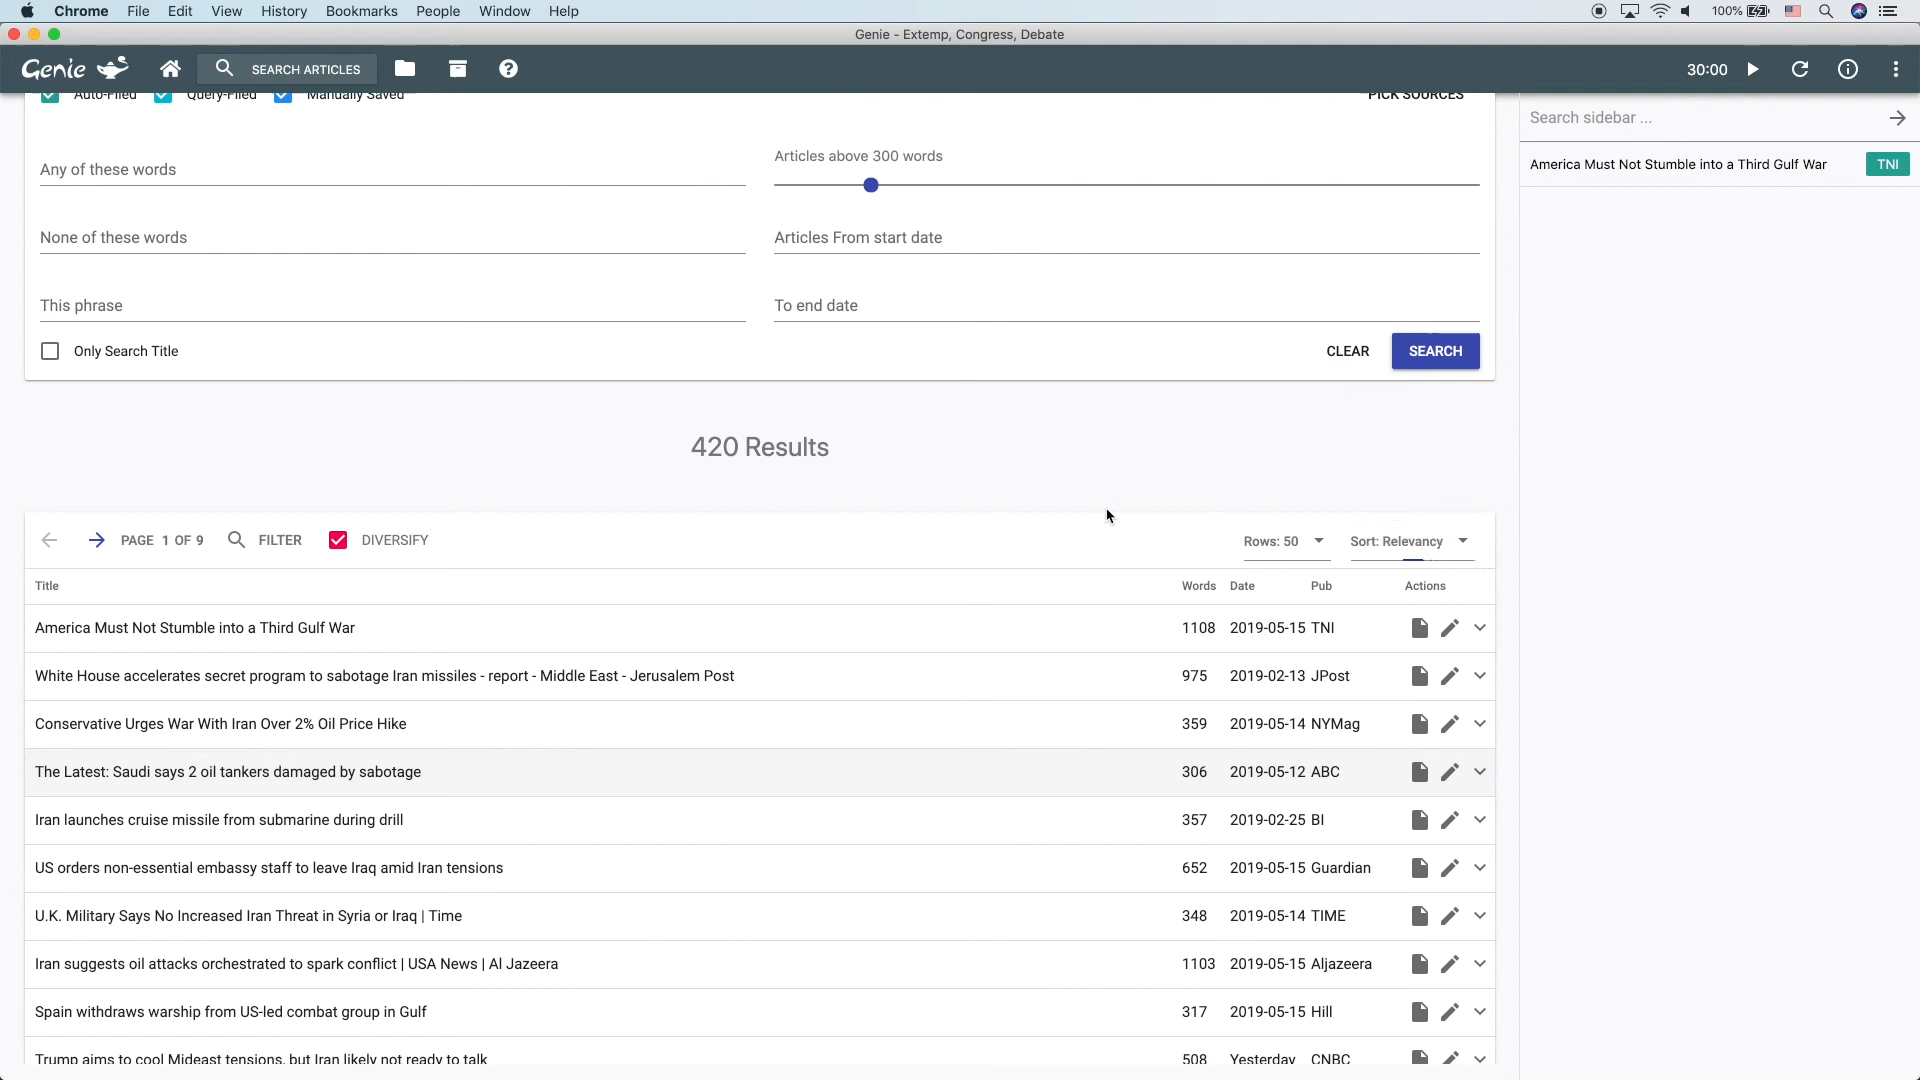 Chrome File Edit View History Bookmarks People Window Help 100%
Genie - Extemp, Congress, Debate
Genie SEARCH ARTICLES 30:00
Auto-Filed Query-Filed Manually Saved PICK SOURCES
Search sidebar ...
America Must Not Stumble into a Third Gulf War TNI
Any of these words Articles above 300 words
None of these words Articles From start date
This phrase To end date
Only Search Title CLEAR SEARCH
420 Results
PAGE 1 OF 9 FILTER DIVERSIFY Rows: 50 Sort: Relevancy
Title Words Date Pub Actions
America Must Not Stumble into a Third Gulf War 1108 2019-05-15 TNI
White House accelerates secret program to sabotage Iran missiles - report - Middle East - Jerusalem Post 975 2019-02-13 JPost
Conservative Urges War With Iran Over 2% Oil Price Hike 359 2019-05-14 NYMag
The Latest: Saudi says 2 oil tankers damaged by sabotage 306 2019-05-12 ABC
Iran launches cruise missile from submarine during drill 357 2019-02-25 BI
US orders non-essential embassy staff to leave Iraq amid Iran tensions 652 2019-05-15 Guardian
U.K. Military Says No Increased Iran Threat in Syria or Iraq | Time 348 2019-05-14 TIME
Iran suggests oil attacks orchestrated to spark conflict | USA News | Al Jazeera 1103 2019-05-15 Aljazeera
Spain withdraws warship from US-led combat group in Gulf 317 2019-05-15 Hill
Trump aims to cool Mideast tensions, but Iran likely not ready to talk 508 Yesterday CNBC